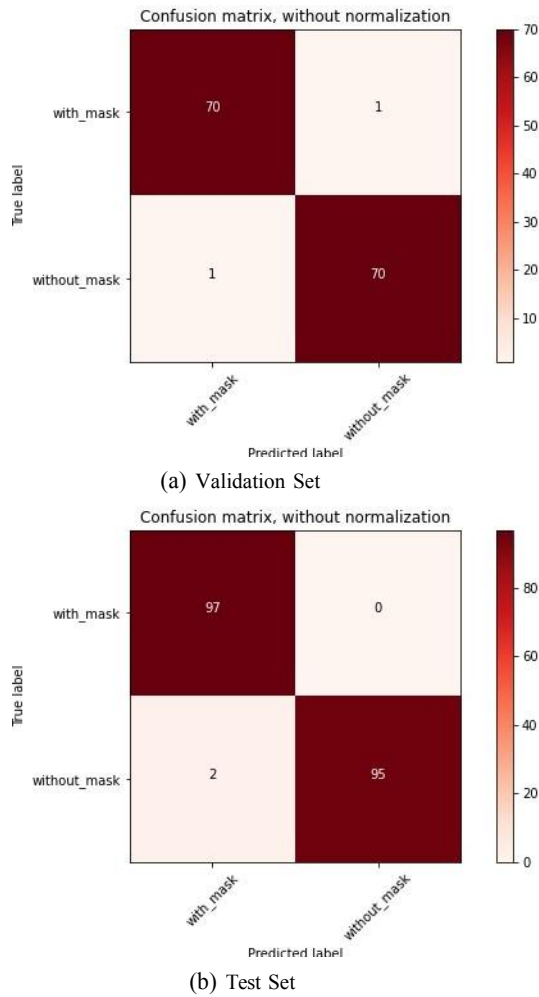 Confusion matrix, without normalization
70
with_mask
70
1
60
50
True label
40
30
without_mask
1
70
20
10
with_mask
without_mask
Predicted label
(a) Validation Set
Confusion matrix, without normalization
80
with_mask
97
0
60
True label
40
without_mask
2
95
20
0
with_mask
without_mask
Predicted label
(b) Test Set